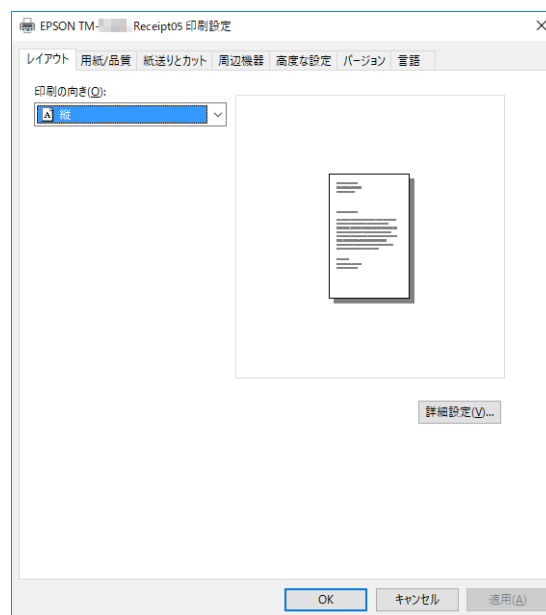 EPSON TM- Receipt05 印刷設定
レイアウト 用紙/品質 紙送りとカット 周辺機器 高度な設定 バージョン 言語
印刷の向き(O):
A 縦
詳細設定(V)...
OK キャンセル 適用(A)